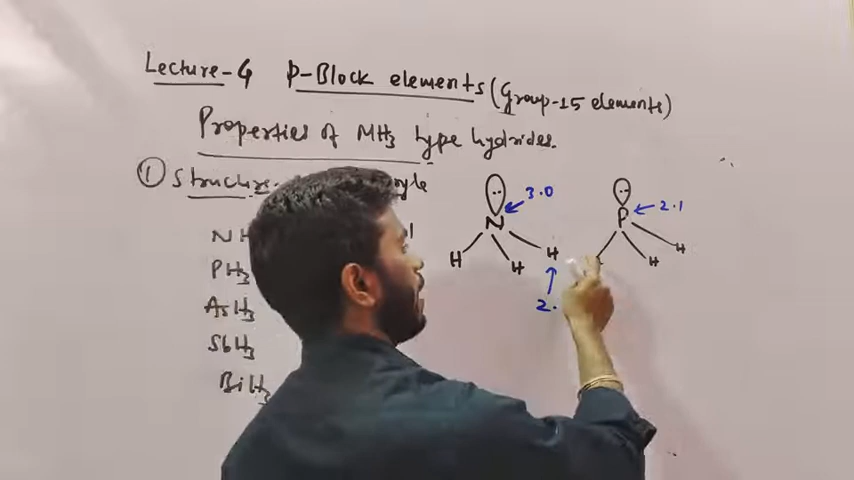 Lecture-4 P-Block elements (Group-15 elements)
Properties of MH3 type hydrides.
① Structure
N 3.0
H H H
P 2.1
H H
2.
NH
PH3
AsH3
SbH3
BiH3